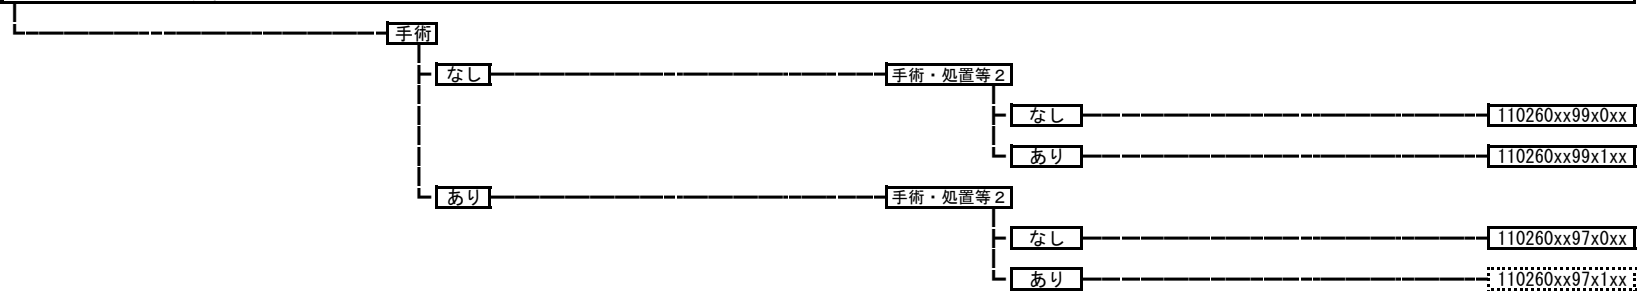 手術
なし 手術・処置等２
なし 110260xx99x0xx
あり 110260xx99x1xx
あり 手術・処置等２
なし 110260xx97x0xx
あり 110260xx97x1xx